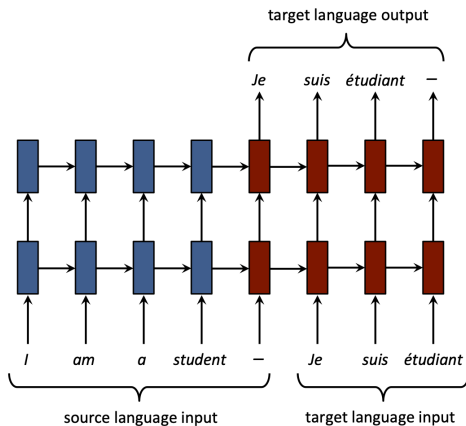 target language output
Je suis étudiant –
I am a student – Je suis étudiant
source language input target language input